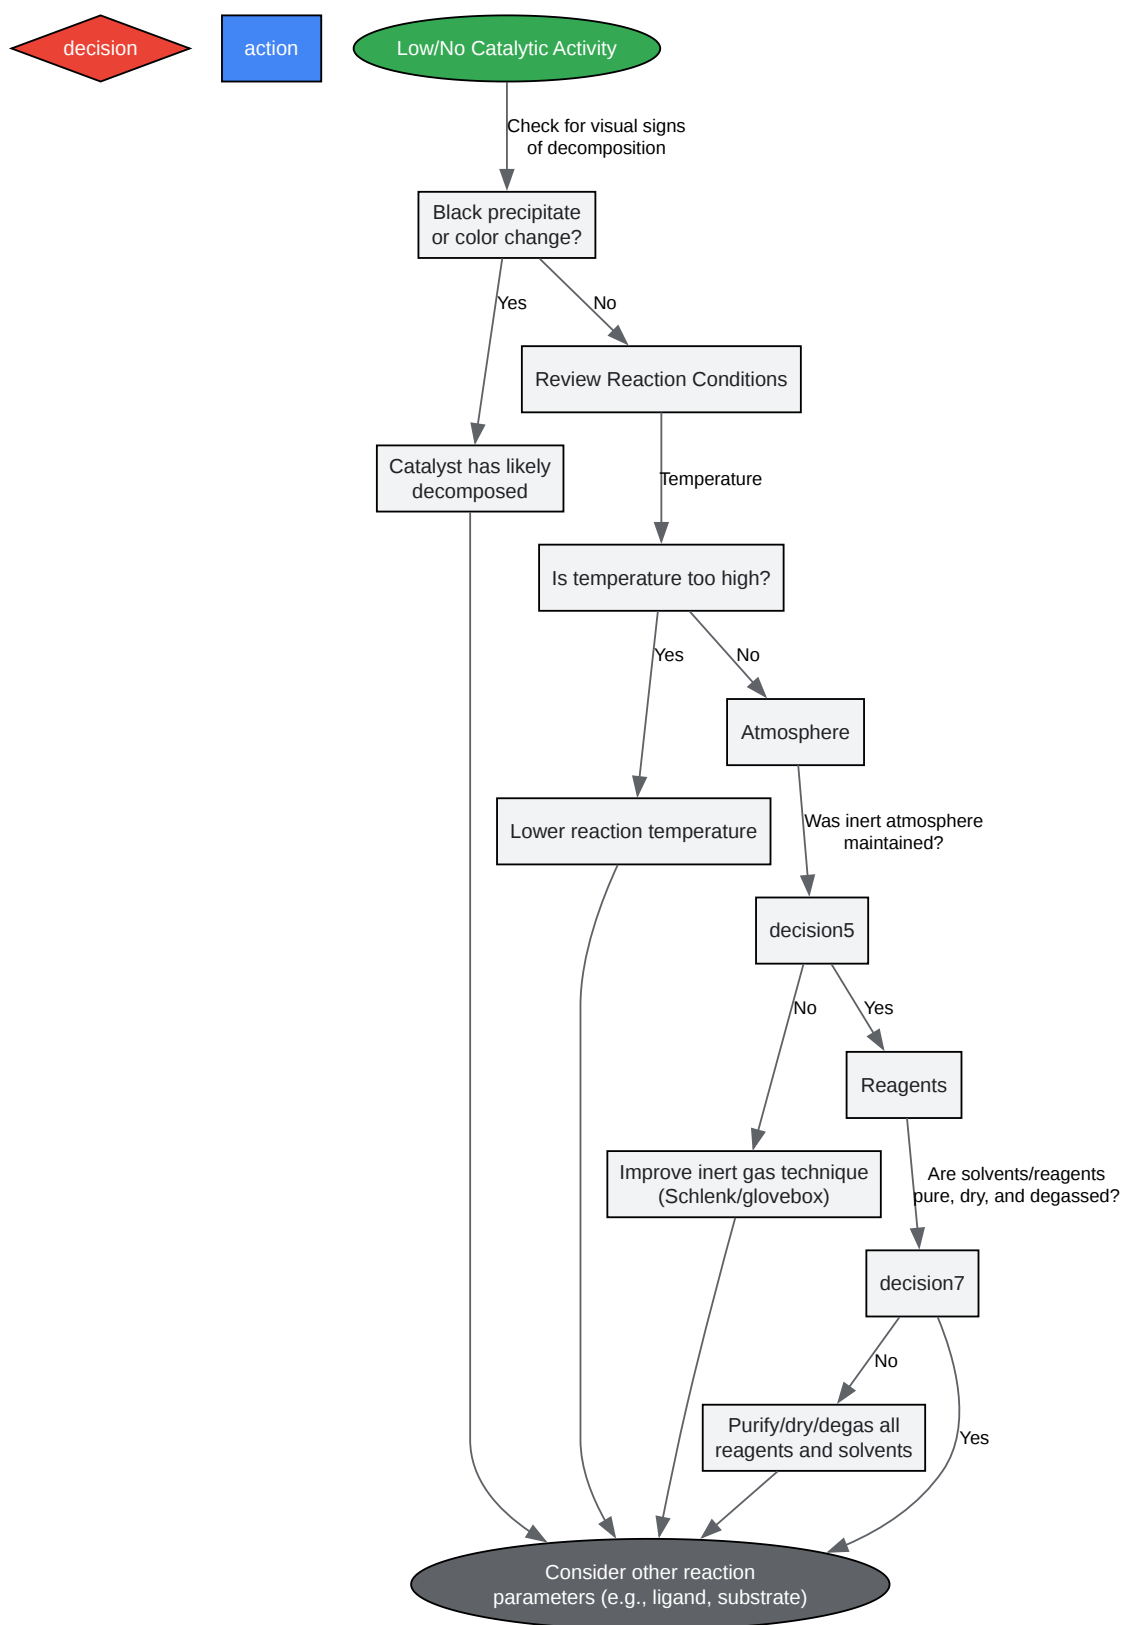 decision
action
Low/No Catalytic Activity
Check for visual signs
of decomposition
Black precipitate
or color change?
Yes
No
Review Reaction Conditions
Catalyst has likely
decomposed
Temperature
Is temperature too high?
Yes
No
Atmosphere
Lower reaction temperature
Was inert atmosphere
maintained?
decision5
No
Yes
Reagents
Improve inert gas technique
(Schlenk/glovebox)
Are solvents/reagents
pure, dry, and degassed?
decision7
No
Purify/dry/degas all
reagents and solvents
Yes
Consider other reaction
parameters (e.g., ligand, substrate)